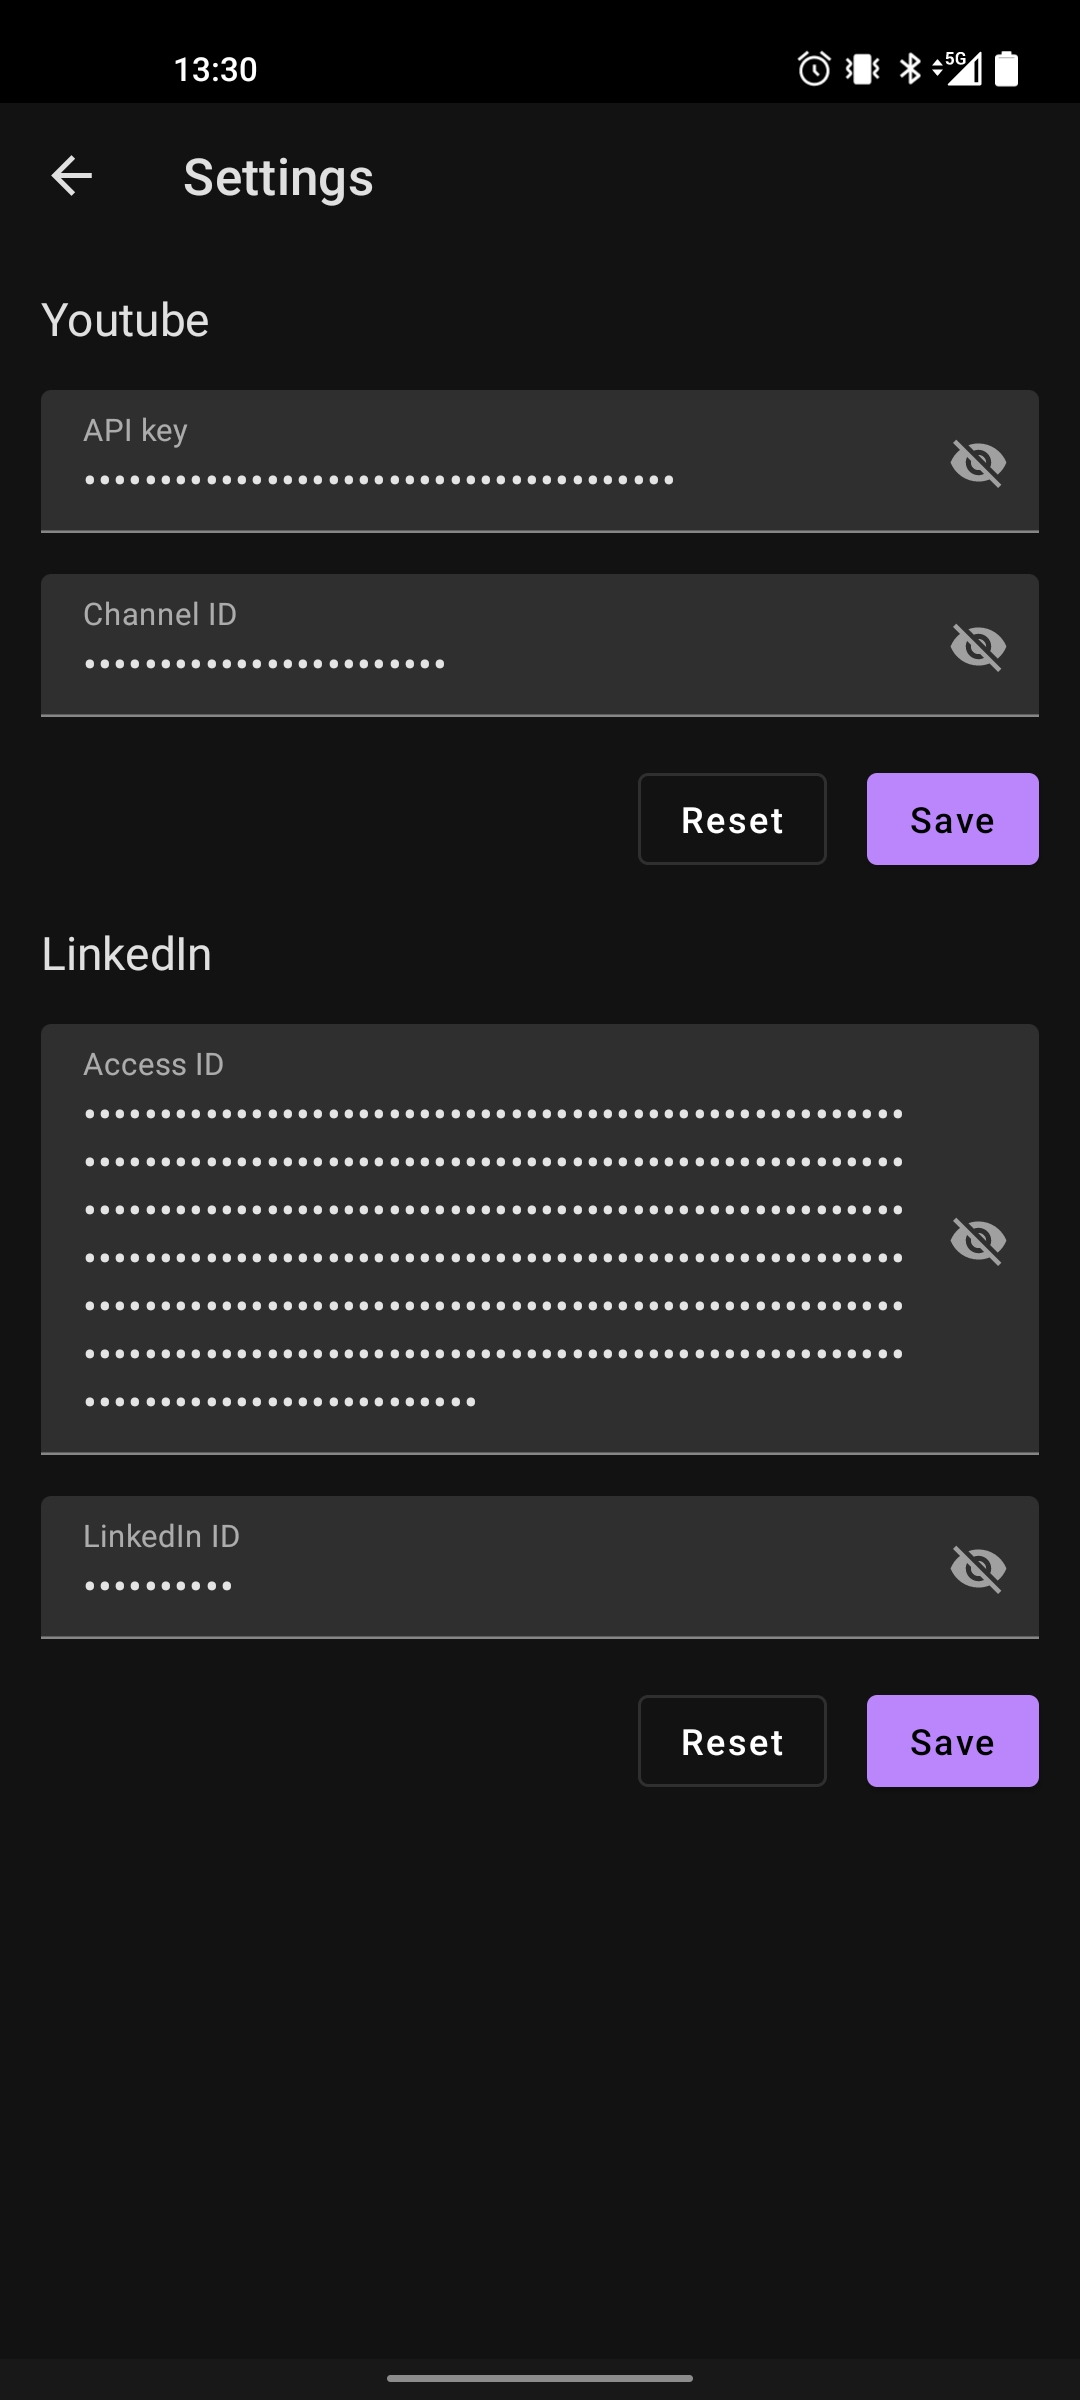 13:30
5G
Settings
Youtube
API key
•••••••••••••••••••••••••••••••••••••••
Channel ID
••••••••••••••••••••••••
Reset
Save
LinkedIn
Access ID
••••••••••••••••••••••••••••••••••••••••••••••••••••••
••••••••••••••••••••••••••••••••••••••••••••••••••••••
••••••••••••••••••••••••••••••••••••••••••••••••••••••
••••••••••••••••••••••••••••••••••••••••••••••••••••••
••••••••••••••••••••••••••••••••••••••••••••••••••••••
••••••••••••••••••••••••••••••••••••••••••••••••••••••
••••••••••••••••••••••••••
LinkedIn ID
••••••••••
Reset
Save